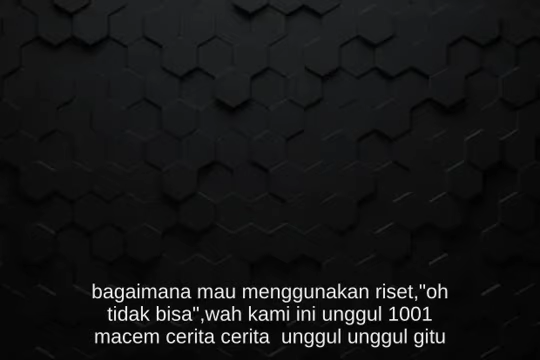 bagaimana mau menggunakan riset,"oh
tidak bisa",wah kami ini unggul 1001
macem cerita cerita  unggul unggul gitu